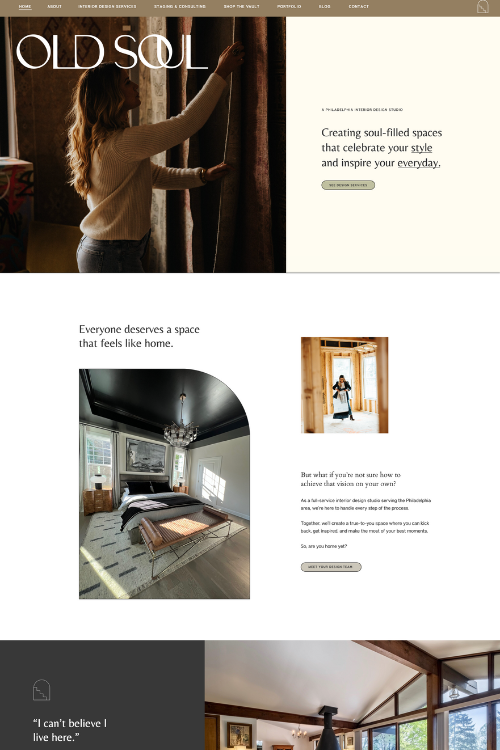 HOME ABOUT INTERIOR DESIGN SERVICES STAGING & CONSULTING SHOP THE VAULT PORTFOLIO BLOG CONTACT
OLD SOUL
A PHILADELPHIA INTERIOR DESIGN STUDIO
Creating soul-filled spaces
that celebrate your style
and inspire your everyday.
SEE DESIGN SERVICES
Everyone deserves a space
that feels like home.
But what if you're not sure how to
achieve that vision on your own?
As a full-service interior design studio serving the Philadelphia
area, we're here to handle every step of the process.
Together, we'll create a true-to-you space where you can kick
back, get inspired, and make the most of your best moments.
So, are you home yet?
MEET YOUR DESIGN TEAM
“I can’t believe I
live here.”